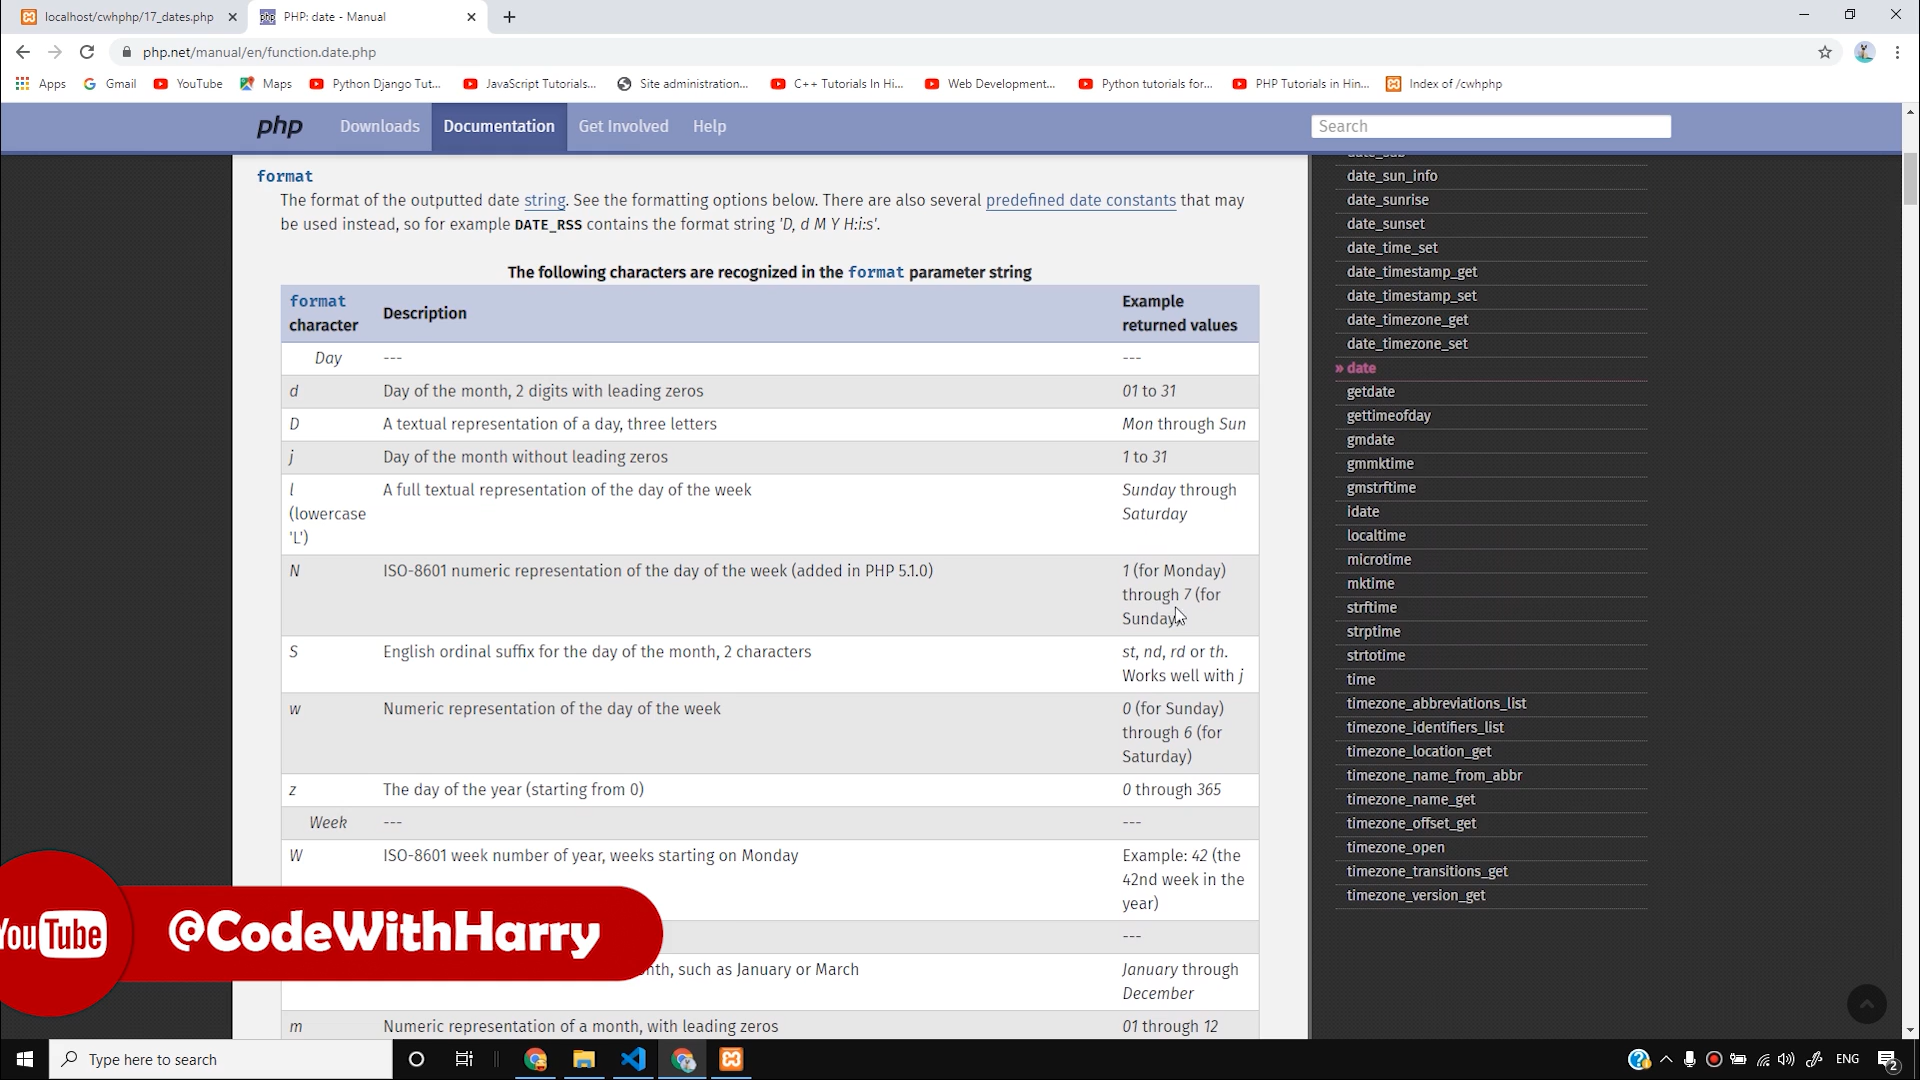 localhost/cwhphp/17_dates.php
php PHP: date - Manual
php.net/manual/en/function.date.php
Apps Gmail YouTube Maps Python Django Tut... JavaScript Tutorials... Site administration... C++ Tutorials In Hi... Web Development... Python tutorials for... PHP Tutorials in Hin... Index of /cwhphp
php Downloads Documentation Get Involved Help Search
format
The format of the outputted date string. See the formatting options below. There are also several predefined date constants that may
be used instead, so for example DATE_RSS contains the format string 'D, d M Y H:i:s'.
The following characters are recognized in the format parameter string
format
character
Description
Example
returned values
Day --- ---
d Day of the month, 2 digits with leading zeros 01 to 31
D A textual representation of a day, three letters Mon through Sun
j Day of the month without leading zeros 1 to 31
l
(lowercase
'L')
A full textual representation of the day of the week
Sunday through
Saturday
N ISO-8601 numeric representation of the day of the week (added in PHP 5.1.0) 1 (for Monday)
through 7 (for
Sunday)
S English ordinal suffix for the day of the month, 2 characters st, nd, rd or th.
Works well with j
w Numeric representation of the day of the week 0 (for Sunday)
through 6 (for
Saturday)
z The day of the year (starting from 0) 0 through 365
Week --- ---
W ISO-8601 week number of year, weeks starting on Monday Example: 42 (the
42nd week in the
year)
---
such as January or March January through
December
m Numeric representation of a month, with leading zeros 01 through 12
date_sub
date_sun_info
date_sunrise
date_sunset
date_time_set
date_timestamp_get
date_timestamp_set
date_timezone_get
date_timezone_set
» date
getdate
gettimeofday
gmdate
gmmktime
gmstrftime
idate
localtime
microtime
mktime
strftime
strptime
strtotime
time
timezone_abbreviations_list
timezone_identifiers_list
timezone_location_get
timezone_name_from_abbr
timezone_name_get
timezone_offset_get
timezone_open
timezone_transitions_get
timezone_version_get
YouTube @CodeWithHarry
Type here to search
ENG
2